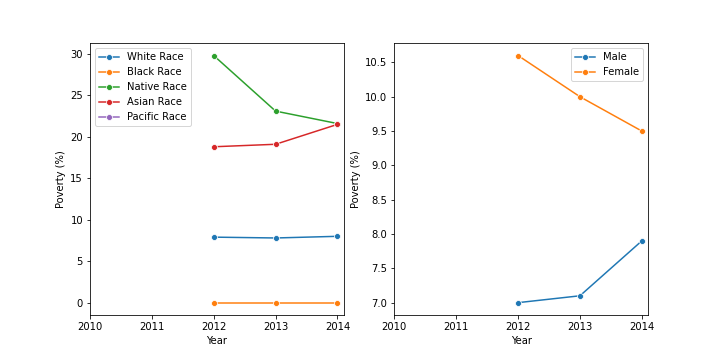 30
25
20
15
10
5
0
Poverty (%)
2010 2011 2012 2013 2014
Year
White Race
Black Race
Native Race
Asian Race
Pacific Race
10.5
10.0
9.5
9.0
8.5
8.0
7.5
7.0
Poverty (%)
2010 2011 2012 2013 2014
Year
Male
Female